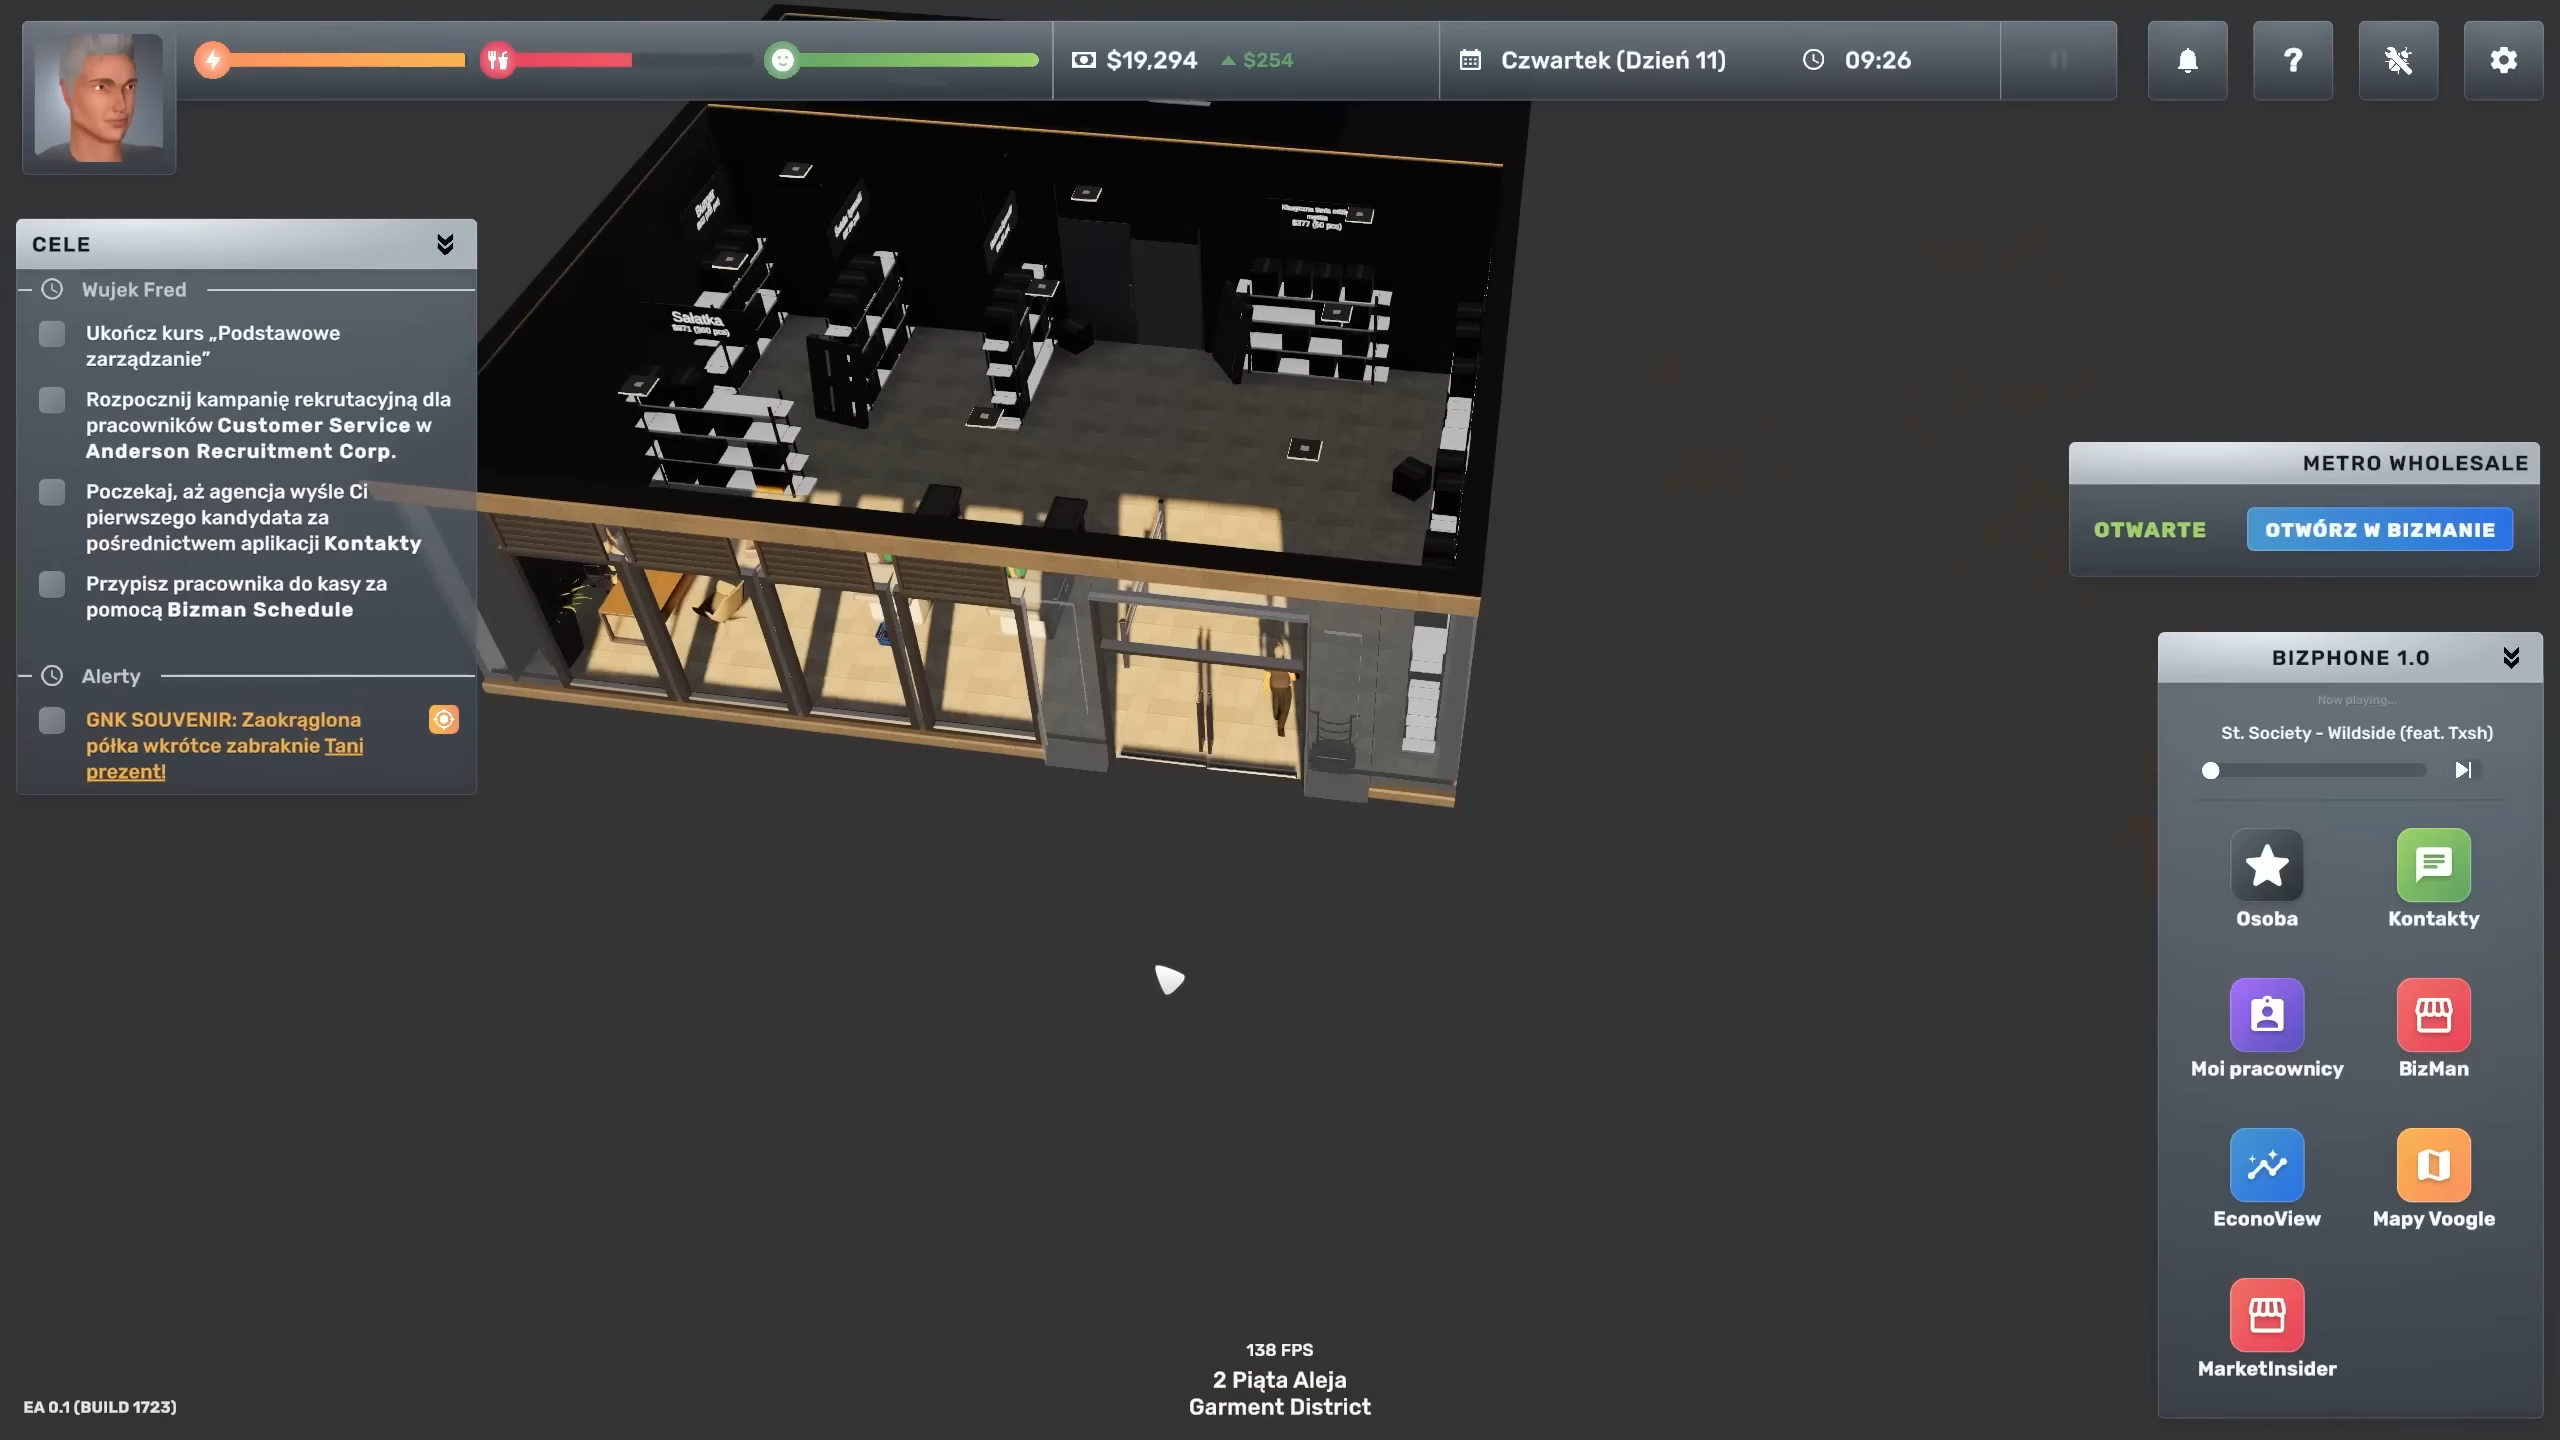 $19,294
$254
Czwartek (Dzień 11)
09:26
?
CELE
Wujek Fred
Ukończ kurs „Podstawowe
zarządzanie”
Rozpocznij kampanię rekrutacyjną dla
pracowników Customer Service w
Anderson Recruitment Corp.
Poczekaj, aż agencja wyśle Ci
pierwszego kandydata za
pośrednictwem aplikacji Kontakty
Przypisz pracownika do kasy za
pomocą Bizman Schedule
Alerty
GNK SOUVENIR: Zaokrąglona
półka wkrótce zabraknie Tani
prezent!
Sałatka
$377 (50 pcs)
METRO WHOLESALE
OTWARTE
OTWÓRZ W BIZMANIE
BIZPHONE 1.0
Now playing...
St. Society - Wildside (feat. Txsh)
Osoba
Kontakty
Moi pracownicy
BizMan
EconoView
Mapy Voogle
MarketInsider
138 FPS
2 Piąta Aleja
Garment District
EA 0.1 (BUILD 1723)